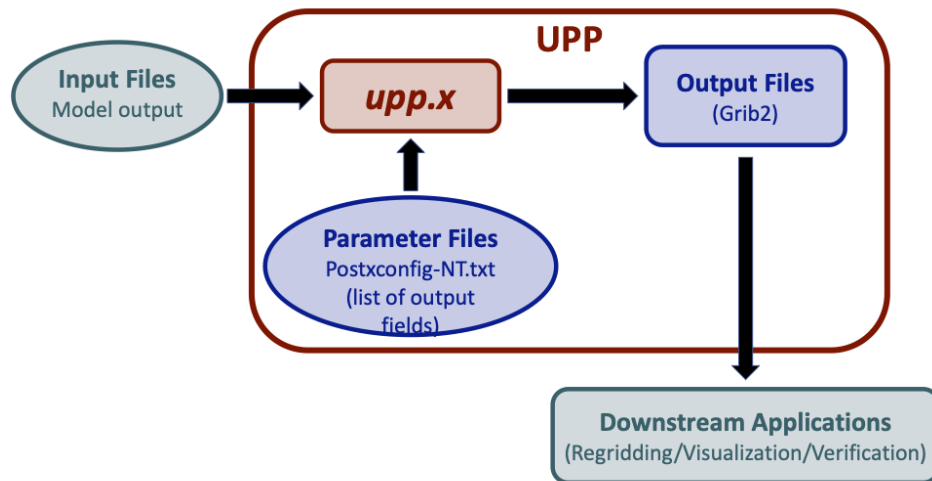 UPP
Input Files
Model output
upp.x
Output Files
(Grib2)
Parameter Files
Postxconfig-NT.txt
(list of output
fields)
Downstream Applications
(Regridding/Visualization/Verification)